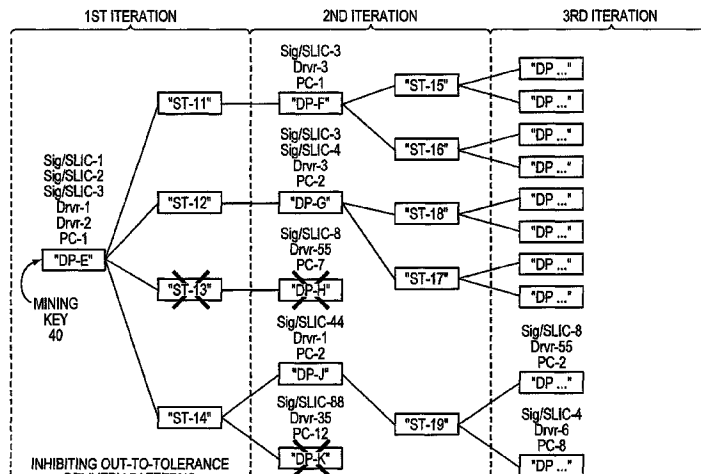 1ST ITERATION
2ND ITERATION
3RD ITERATION
Sig/SLIC-1
Sig/SLIC-2
Sig/SLIC-3
Drvr-1
Drvr-2
PC-1
"DP-E"
MINING
KEY
40
"ST-11"
"ST-12"
"ST-13"
"ST-14"
INHIBITING OUT-TO-TOLERANCE
Sig/SLIC-3
Drvr-3
PC-1
"DP-F"
Sig/SLIC-3
Sig/SLIC-4
Drvr-3
PC-2
"DP-G"
Sig/SLIC-8
Drvr-55
PC-7
"DP-H"
Sig/SLIC-44
Drvr-1
PC-2
"DP-J"
Sig/SLIC-88
Drvr-35
PC-12
"DP-K"
"ST-15"
"ST-16"
"ST-18"
"ST-17"
"ST-19"
"DP ..."
"DP ..."
"DP ..."
"DP ..."
"DP ..."
"DP ..."
"DP ..."
"DP ..."
Sig/SLIC-8
Drvr-55
PC-2
"DP ..."
Sig/SLIC-4
Drvr-6
PC-8
"DP ..."